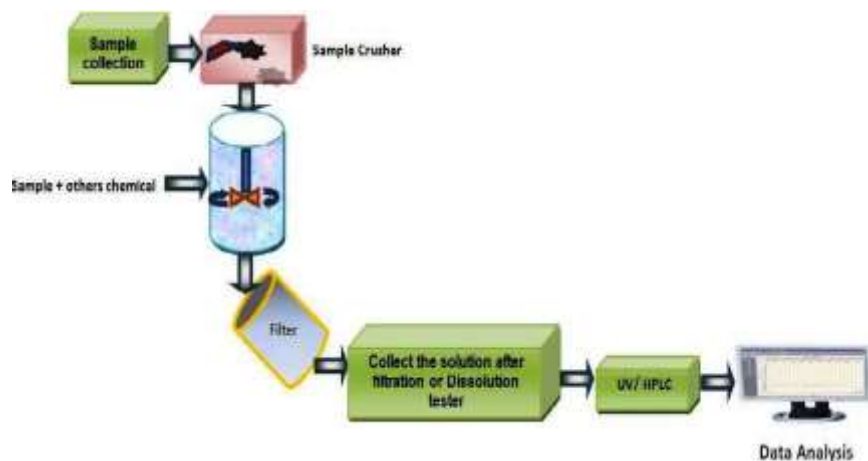 Sample
collection
Sample Crusher
Sample + others chemical
Filter
Collect the solution after
filtration or Dissolution
tester
UV/ HPLC
Data Analysis